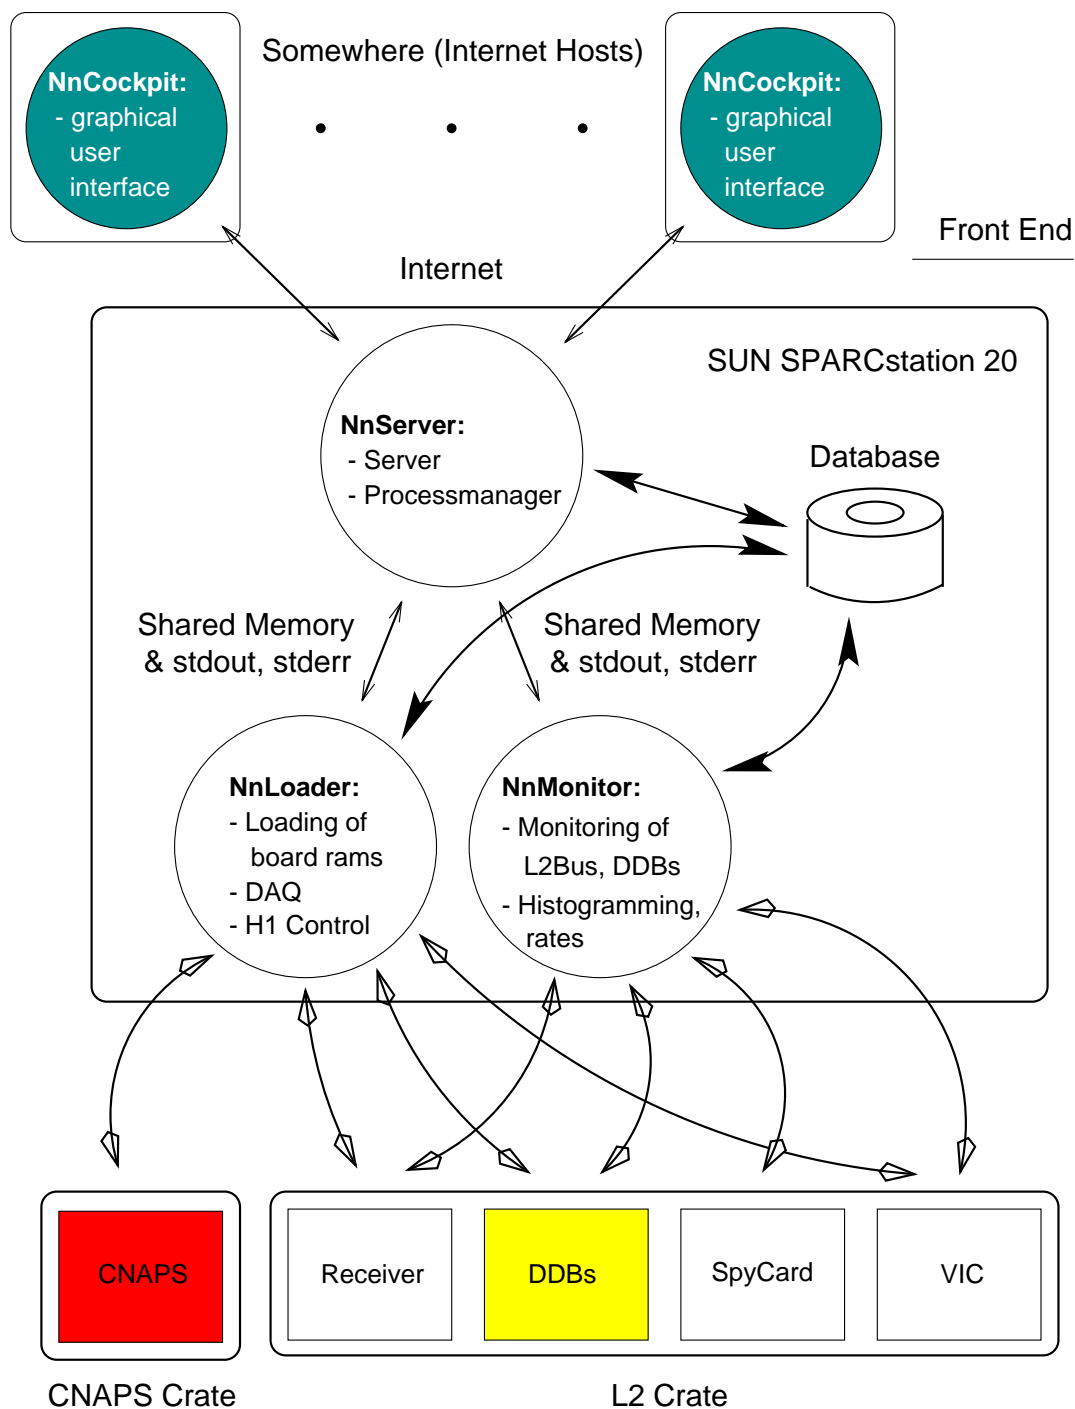 Somewhere (Internet Hosts)
NnCockpit:
- graphical
user
interface
NnCockpit:
- graphical
user
interface
Front End
Internet
SUN SPARCstation 20
NnServer:
- Server
- Processmanager
Database
Shared Memory
& stdout, stderr
Shared Memory
& stdout, stderr
NnLoader:
- Loading of
board rams
- DAQ
- H1 Control
NnMonitor:
- Monitoring of
L2Bus, DDBs
- Histogramming,
rates
CNAPS
Receiver
DDBs
SpyCard
VIC
CNAPS Crate
L2 Crate